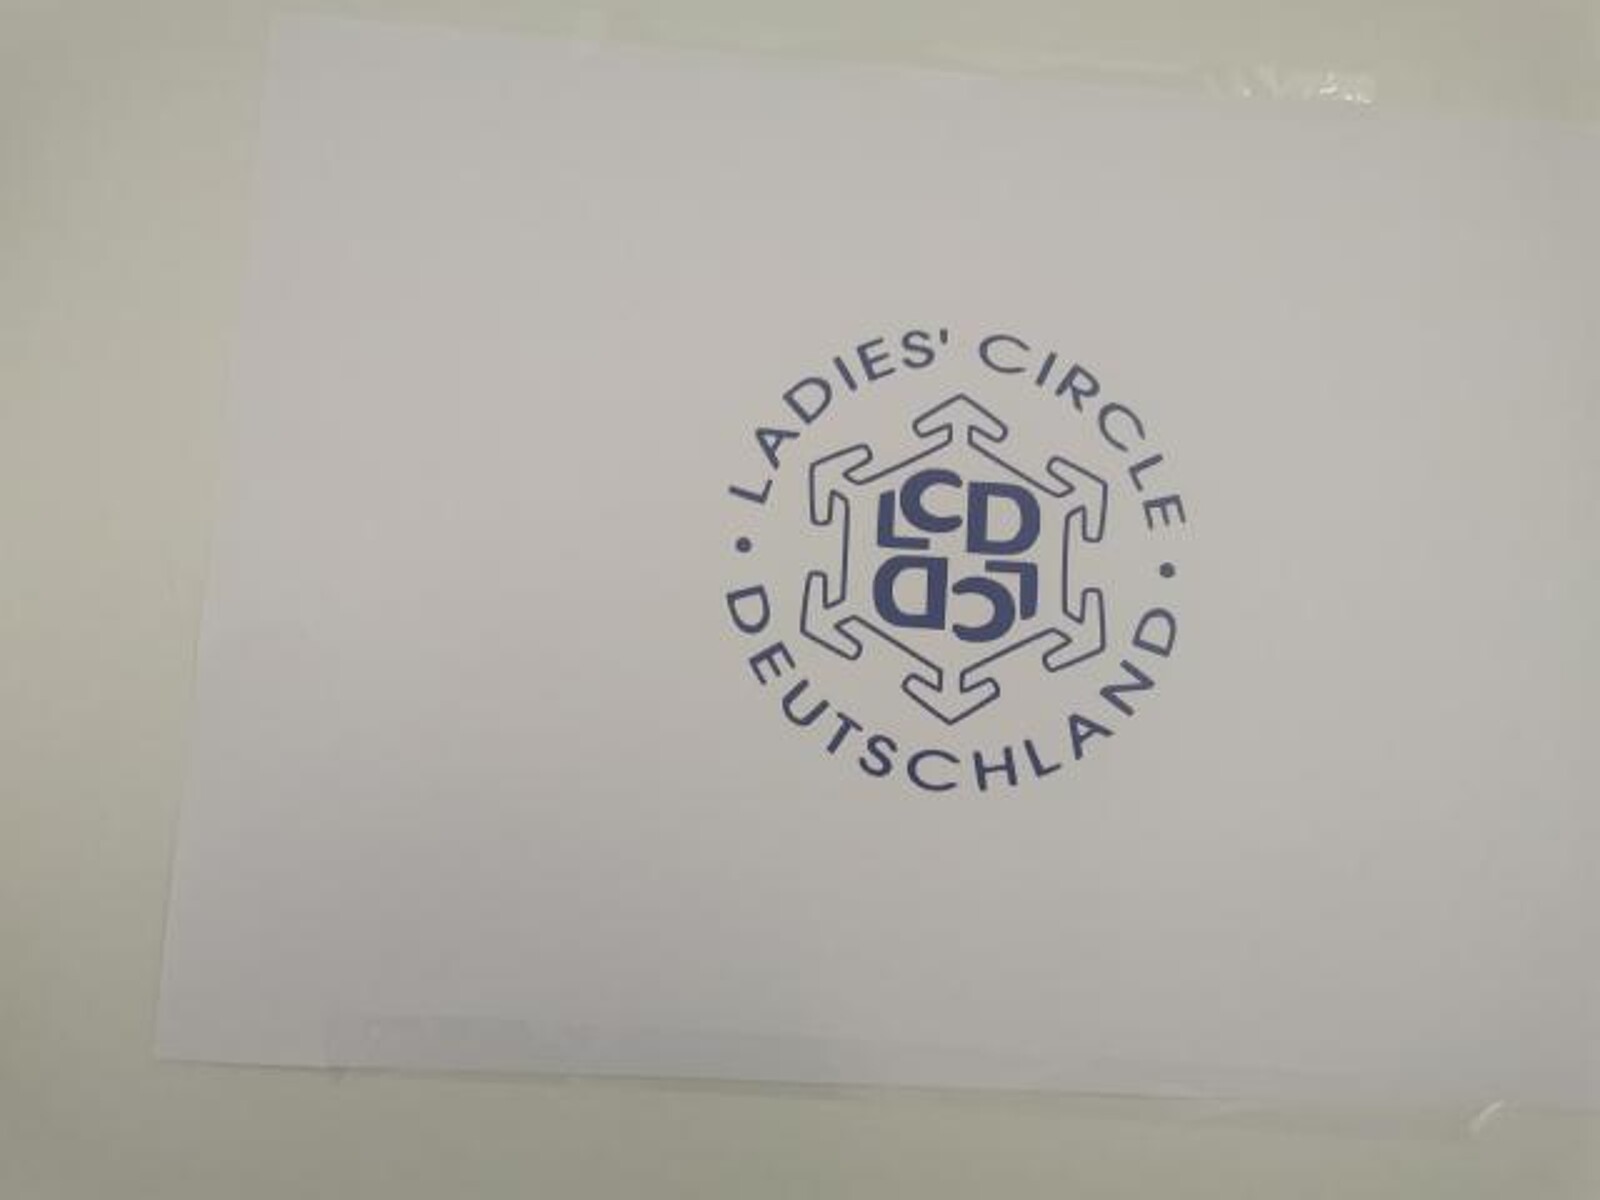 LADIES' CIRCLE
LCD
LCD
DEUTSCHLAND